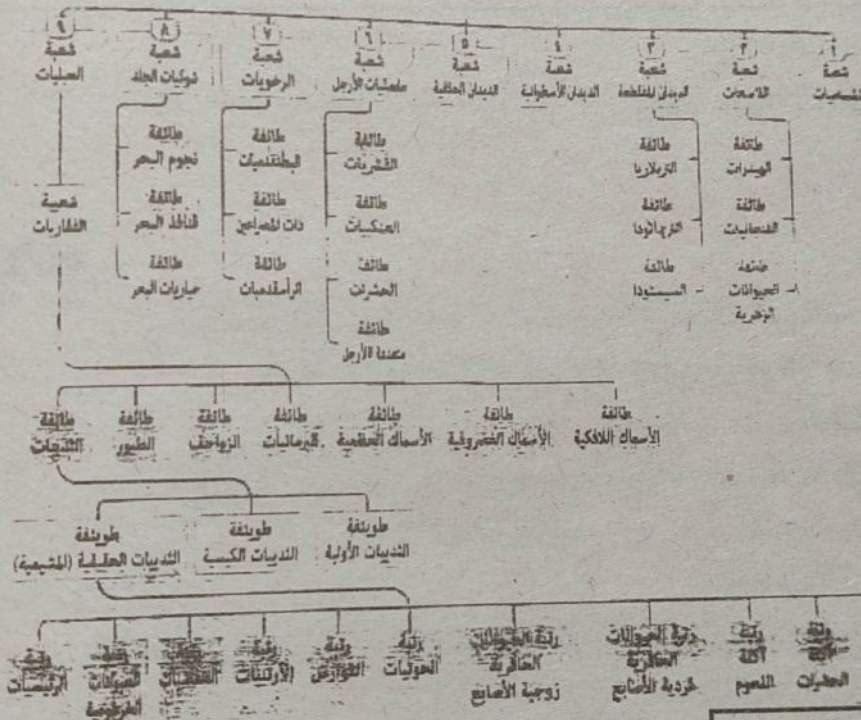 ١
شعبة
٢
شعبة
اللاسعات
طائفة
الهيدرات
طائفة
الفنجانيات
طائفة
الحيوانات
الزهرية
٣
شعبة
الديدان المفلطحة
طائفة
التربلاريا
طائفة
التريماتودا
طائفة
السيستودا
٤
شعبة
الديدان الأسطوانية
٥
شعبة
الديدان الحلقية
٦
شعبة
مفصليات الأرجل
طائفة
القشريات
طائفة
العنكبيات
طائفة
الحشرات
طائفة
متعددة الأرجل
٧
شعبة
الرخويات
طائفة
البطنقدميات
طائفة
ذات المصراعين
طائفة
الرأسقدميات
٨
شعبة
شوكيات الجلد
طائفة
نجوم البحر
طائفة
قنافذ البحر
طائفة
خياريات البحر
٩
شعبة
الحبليات
شعيبة
الفقاريات
طائفة
الأسماك اللافكية
طائفة
الأسماك الغضروفية
طائفة
الأسماك العظمية
طائفة
البرمائيات
طائفة
الزواحف
طائفة
الطيور
طائفة
الثدييات
طويئفة
الثدييات الأولية
طويئفة
الثدييات الكيسية
طويئفة
الثدييات الحقيقية (المشيمية)
رتبة
الحشرات
رتبة
آكلة
اللحوم
رتبة الحيوانات
الحافرية
فردية الأصابع
رتبة الحيوانات
الحافرية
زوجية الأصابع
رتبة
الحوتيات
رتبة
القوارض
رتبة
الأرنبيات
رتبة
رتبة
الخرطومية
رتبة
الرئيسيات